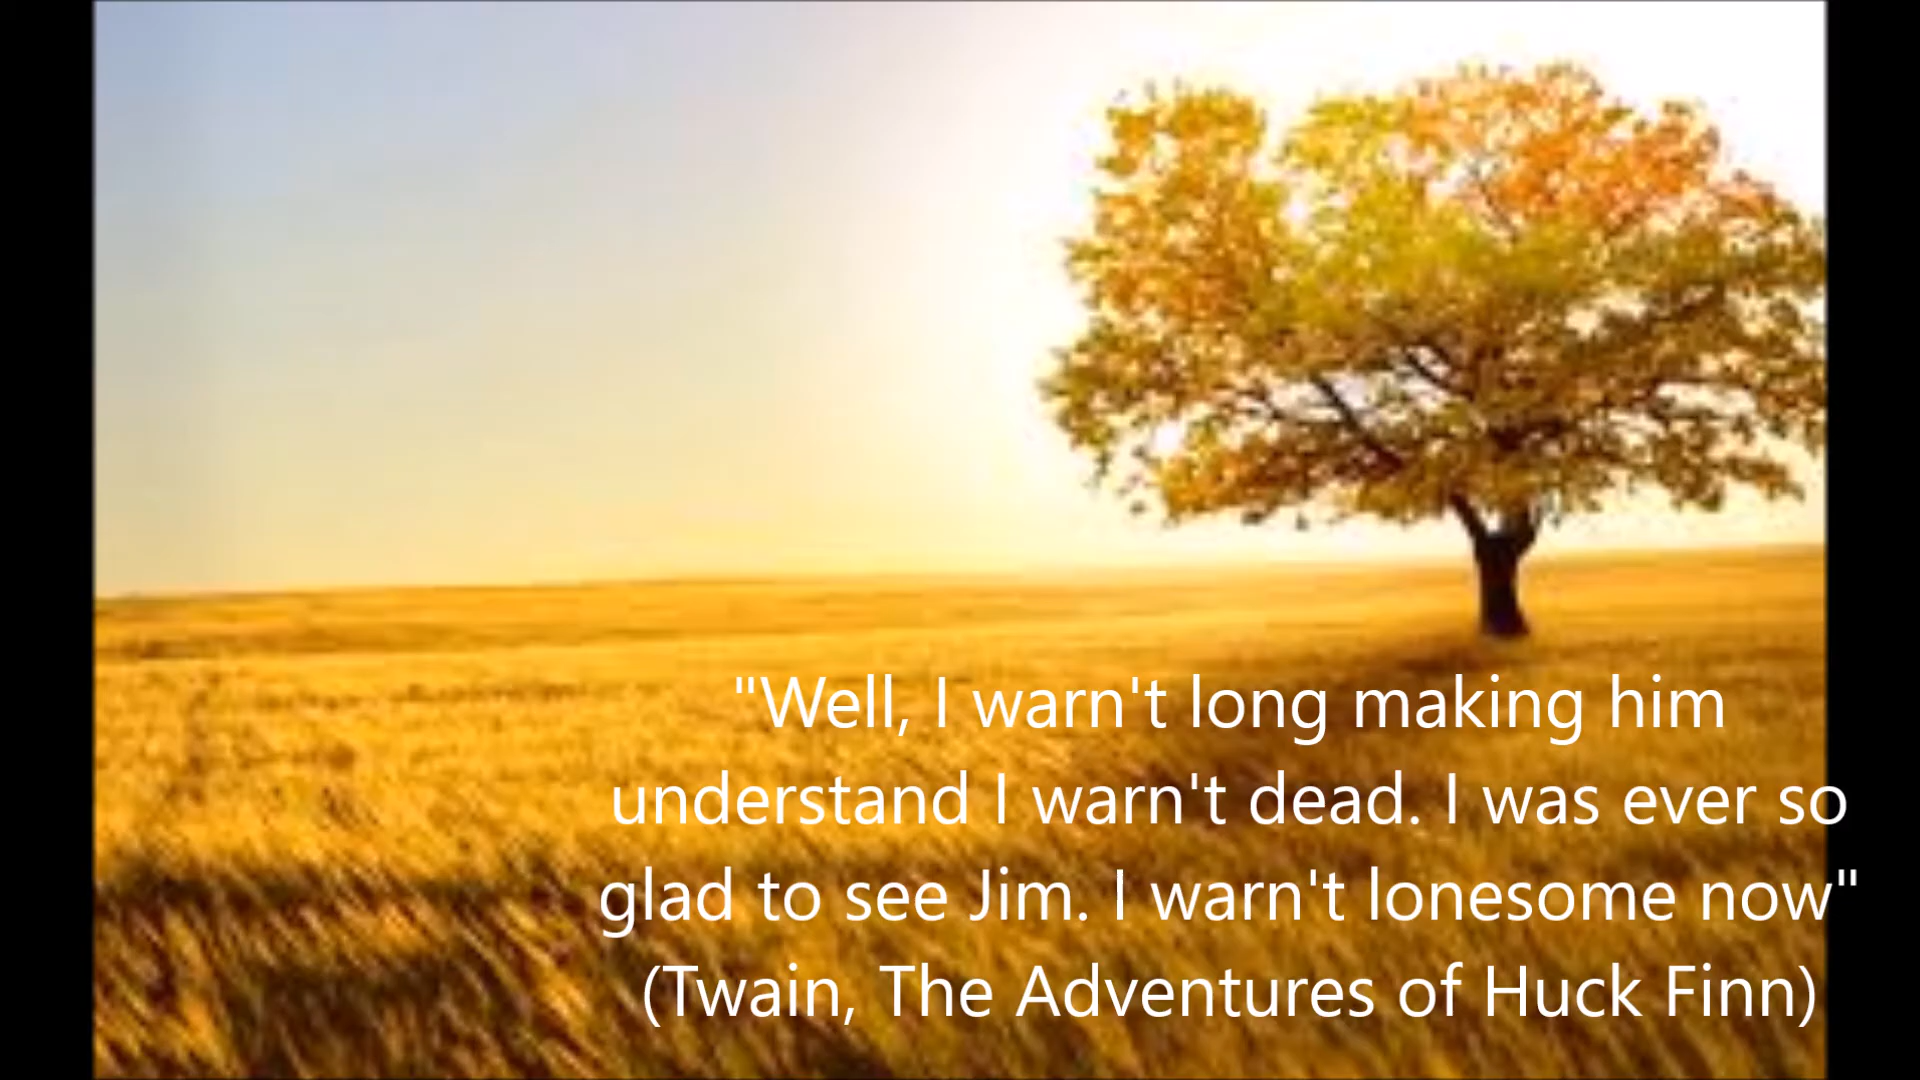 "Well, I warn't long making him
understand I warn't dead. I was ever so
glad to see Jim. I warn't lonesome now"
(Twain, The Adventures of Huck Finn)